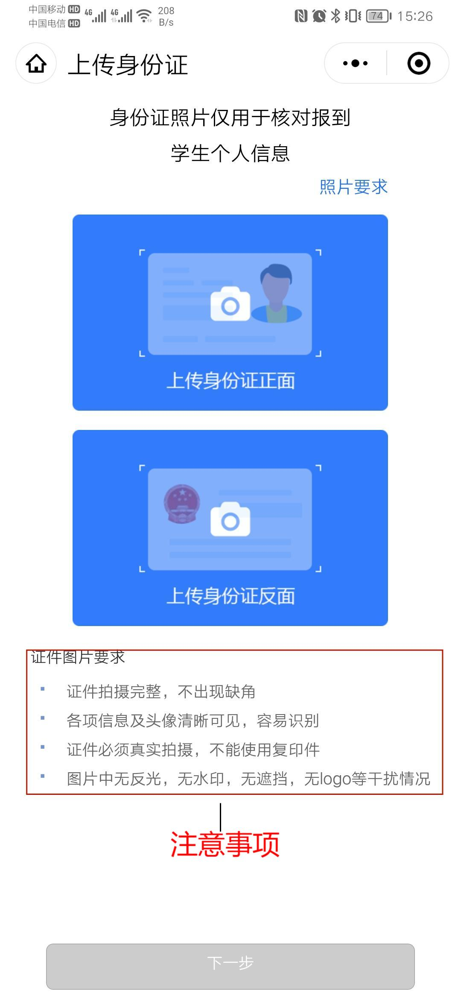 中国移动 HD 4G 4G 208 B/s
中国电信 HD
74 15:26
上传身份证
身份证照片仅用于核对报到
学生个人信息
照片要求
上传身份证正面
上传身份证反面
证件图片要求
证件拍摄完整，不出现缺角
各项信息及头像清晰可见，容易识别
证件必须真实拍摄，不能使用复印件
图片中无反光，无水印，无遮挡，无logo等干扰情况
注意事项
下一步